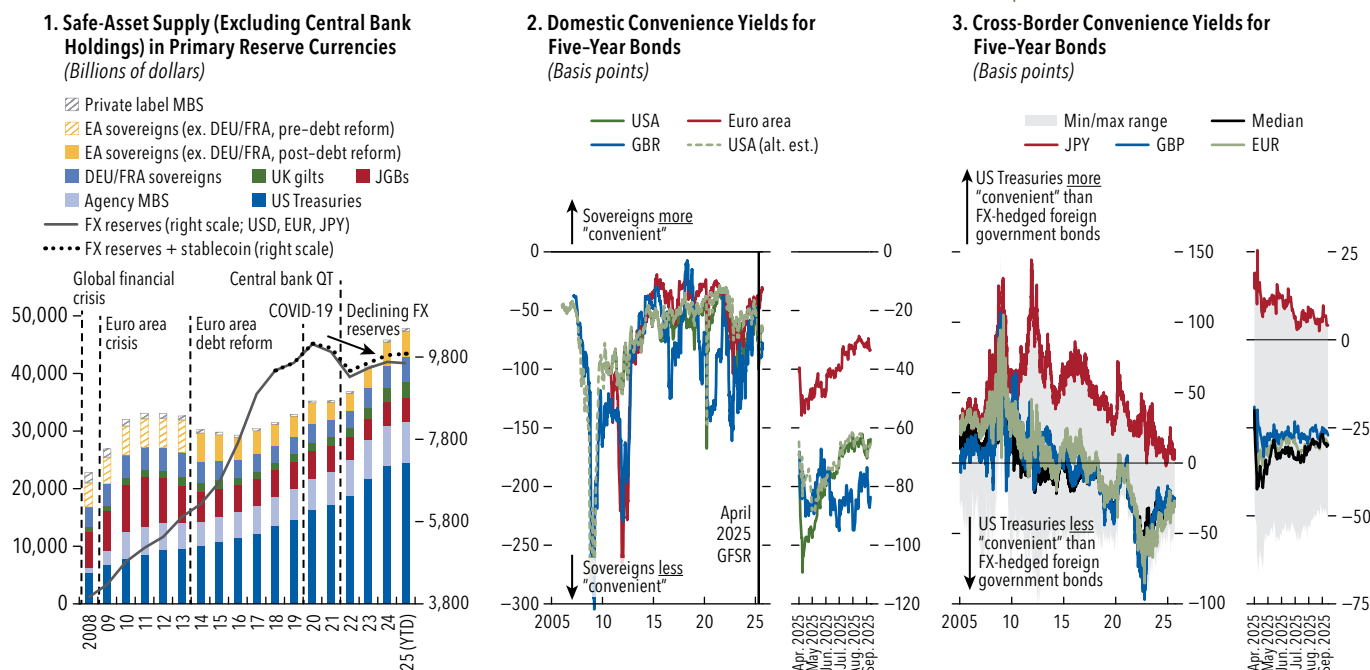 1. Safe-Asset Supply (Excluding Central Bank
Holdings) in Primary Reserve Currencies
(Billions of dollars)
Private label MBS
EA sovereigns (ex. DEU/FRA, pre–debt reform)
EA sovereigns (ex. DEU/FRA, post–debt reform)
DEU/FRA sovereigns
UK gilts
JGBs
Agency MBS
US Treasuries
FX reserves (right scale; USD, EUR, JPY)
FX reserves + stablecoin (right scale)
Global financial
crisis
Euro area
crisis
Euro area
debt reform
Central bank QT
COVID-19
Declining FX
reserves
50,000
40,000
30,000
20,000
10,000
0
9,800
7,800
5,800
3,800
2008
09
10
11
12
13
14
15
16
17
18
19
20
21
22
23
24
25 (YTD)
2. Domestic Convenience Yields for
Five–Year Bonds
(Basis points)
USA
Euro area
GBR
USA (alt. est.)
Sovereigns more
"convenient"
0
−50
−100
−150
−200
−250
−300
Sovereigns less
"convenient"
April
2025
GFSR
2005
10
15
20
25
0
−20
−40
−60
−80
−100
−120
Apr. 2025
May 2025
Jun. 2025
Jul. 2025
Aug. 2025
Sep. 2025
3. Cross-Border Convenience Yields for
Five–Year Bonds
(Basis points)
Min/max range
Median
JPY
GBP
EUR
US Treasuries more
"convenient" than
FX-hedged foreign
government bonds
150
100
50
0
−50
−100
US Treasuries less
"convenient" than
FX-hedged foreign
government bonds
2005
10
15
20
25
25
0
−25
−50
−75
Apr. 2025
May 2025
Jun. 2025
Jul. 2025
Aug. 2025
Sep. 2025